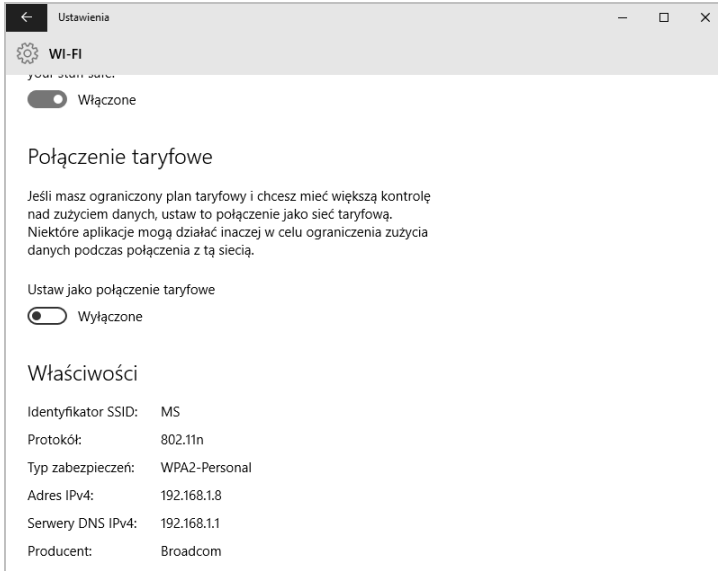 Ustawienia
WI-FI
your stuff safe.
Włączone
Połączenie taryfowe
Jeśli masz ograniczony plan taryfowy i chcesz mieć większą kontrolę
nad zużyciem danych, ustaw to połączenie jako sieć taryfową.
Niektóre aplikacje mogą działać inaczej w celu ograniczenia zużycia
danych podczas połączenia z tą siecią.
Ustaw jako połączenie taryfowe
Wyłączone
Właściwości
Identyfikator SSID: MS
Protokół: 802.11n
Typ zabezpieczeń: WPA2-Personal
Adres IPv4: 192.168.1.8
Serwery DNS IPv4: 192.168.1.1
Producent: Broadcom